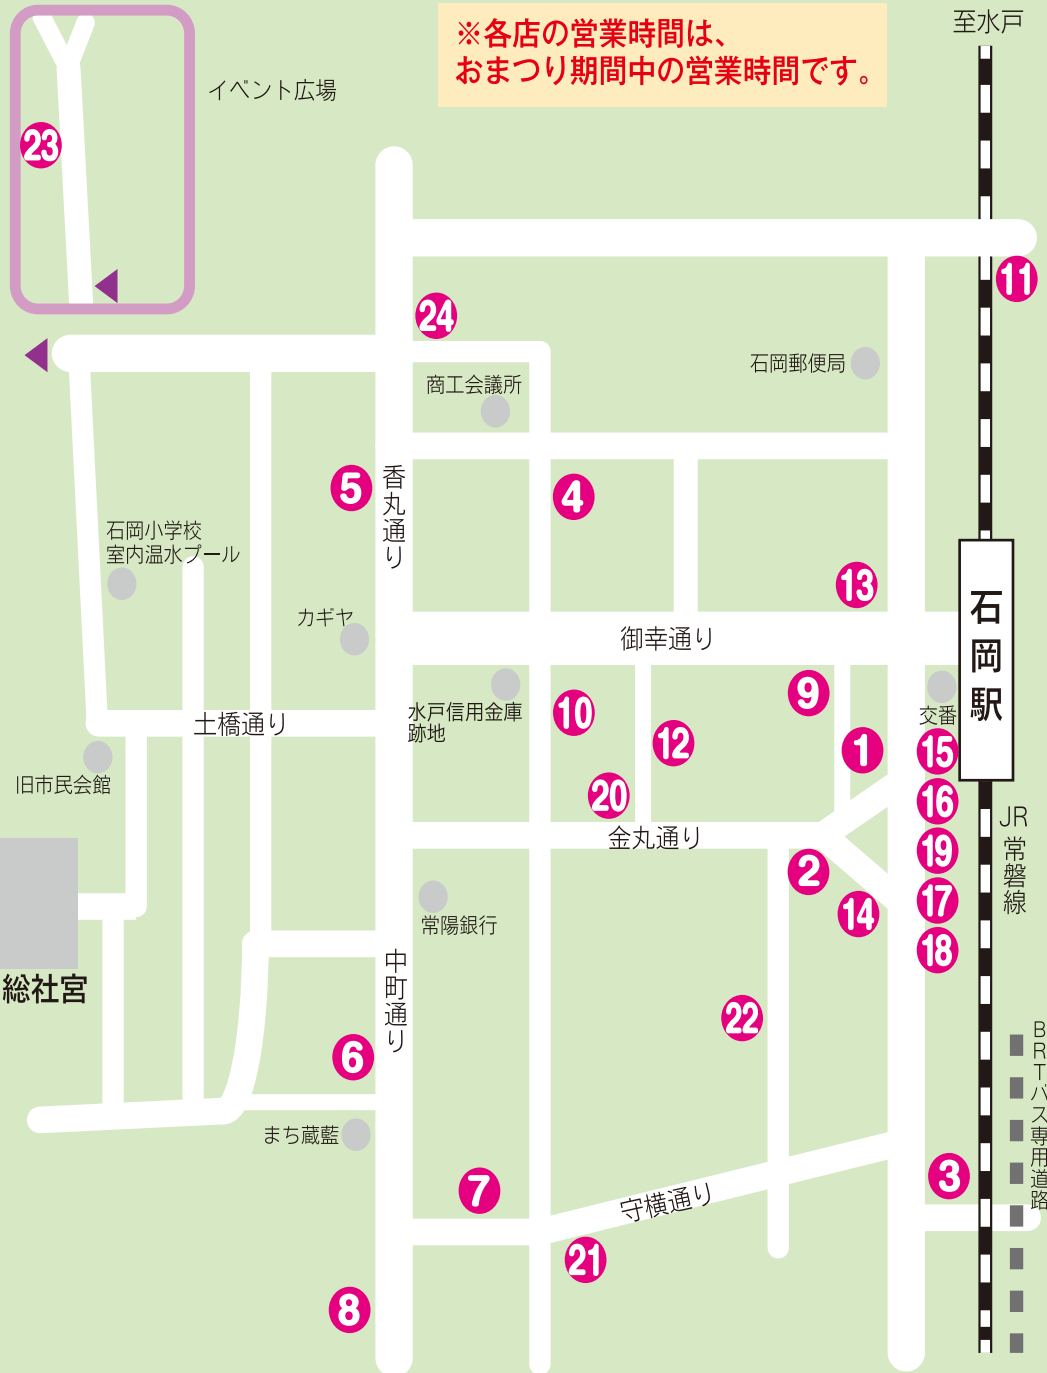 ※各店の営業時間は、
おまつり期間中の営業時間です。
至水戸
イベント広場
23
11
24
商工会議所
石岡郵便局
5
香丸通り
4
石岡小学校
室内温水プール
13
カギヤ
御幸通り
石岡駅
水戸信用金庫
跡地
10
9
交番
土橋通り
12
1
15
旧市民会館
20
16
JR常磐線
金丸通り
19
2
17
常陽銀行
14
18
総社宮
中町通り
22
6
BRTバス専用道路
まち蔵藍
7
守横通り
3
21
8